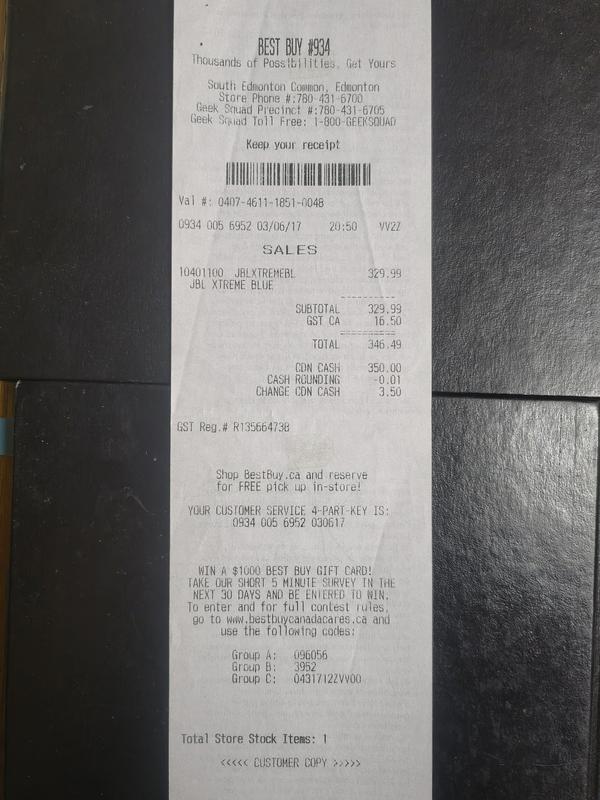 BEST BUY #934
Thousands of Possibilities, Get Yours
South Edmonton Common, Edmonton
Store Phone #:780-431-6700
Geek Squad Precinct #:780-431-6705
Geek Squad Toll Free: 1-800-GEEKSQUAD
Keep your receipt
Val #: 0407-4611-1851-0048
0934 005 6952 03/06/17 20:50 VV2Z
SALES
10401100 JBLXTREMEBL 329.99
JBL XTREME BLUE
SUBTOTAL 329.99
GST CA 16.50
TOTAL 346.49
CDN CASH 350.00
CASH ROUNDING -0.01
CHANGE CDN CASH 3.50
GST Reg.# R135664738
Shop BestBuy.ca and reserve
for FREE pick up in-store!
YOUR CUSTOMER SERVICE 4-PART-KEY IS:
0934 005 6952 030617
WIN A $1000 BEST BUY GIFT CARD!
TAKE OUR SHORT 5 MINUTE SURVEY IN THE
NEXT 30 DAYS AND BE ENTERED TO WIN.
To enter and for full contest rules,
go to www.bestbuycanadacares.ca and
use the following codes:
Group A: 096056
Group B: 3952
Group C: 0431712ZVV00
Total Store Stock Items: 1
<<<<< CUSTOMER COPY >>>>>